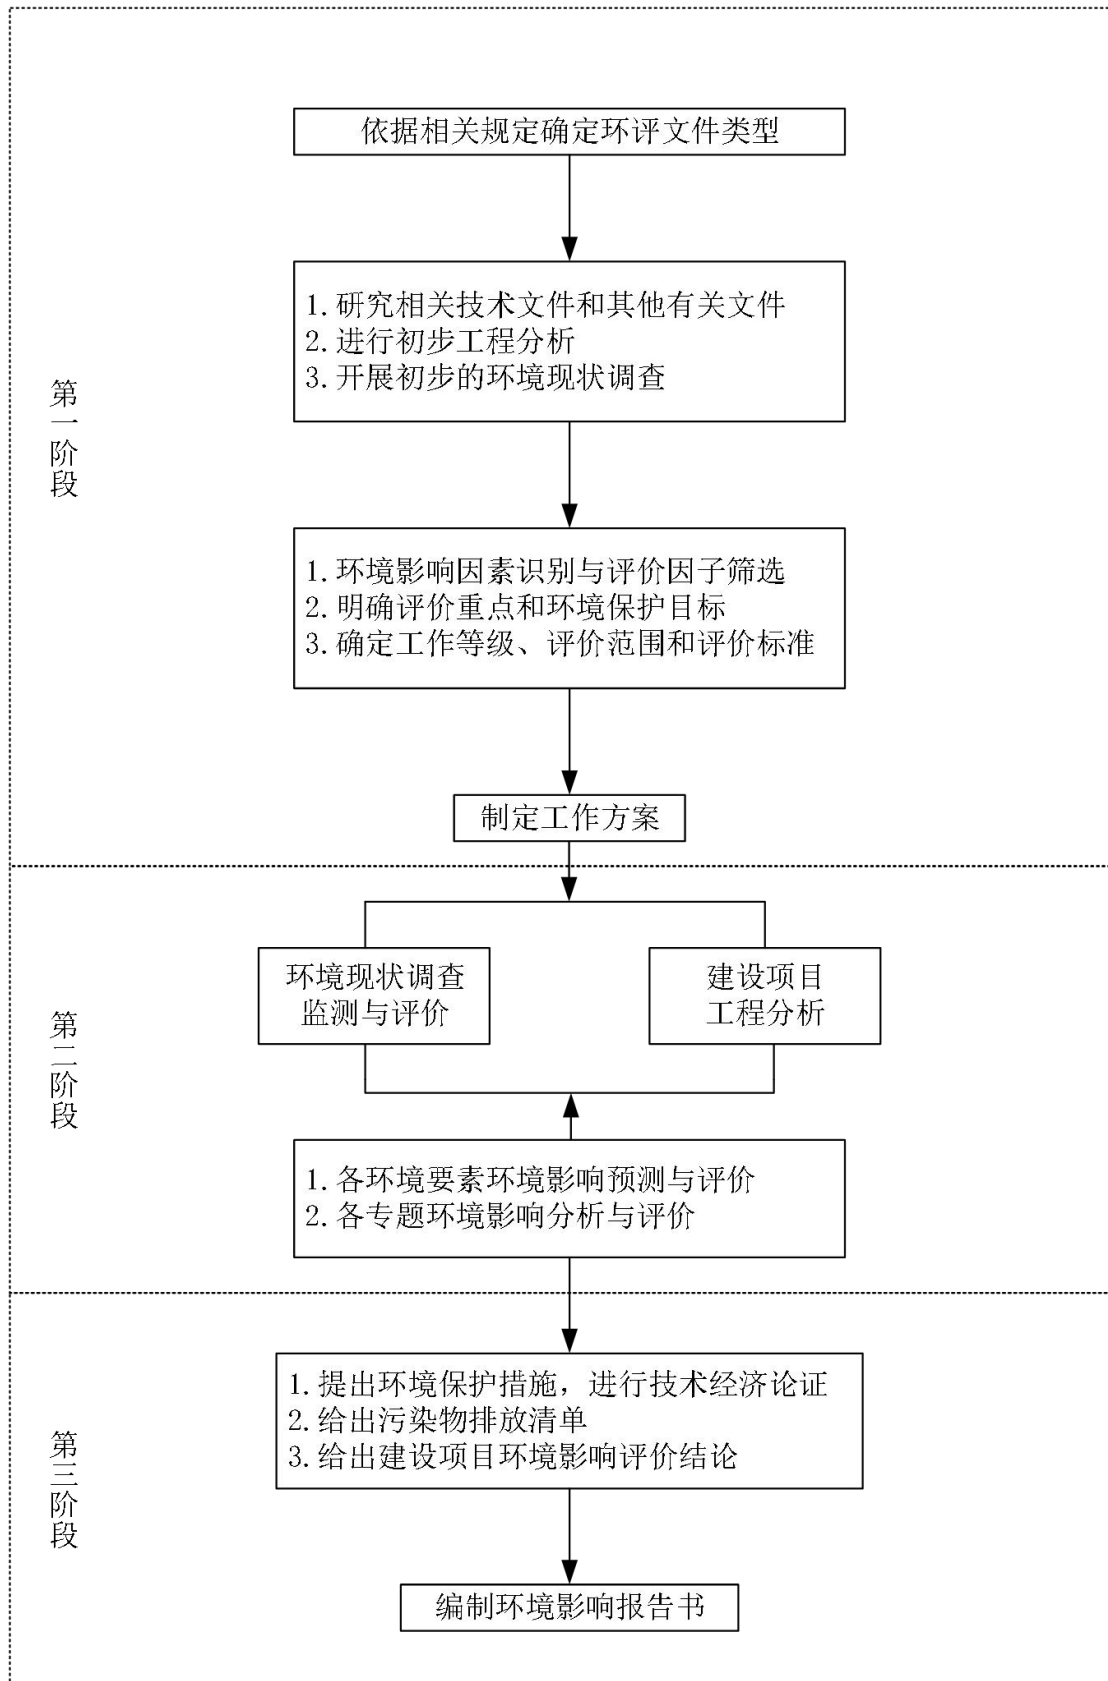 依据相关规定确定环评文件类型
1. 研究相关技术文件和其他有关文件
2. 进行初步工程分析
3. 开展初步的环境现状调查
第一阶段
1. 环境影响因素识别与评价因子筛选
2. 明确评价重点和环境保护目标
3. 确定工作等级、评价范围和评价标准
制定工作方案
环境现状调查
监测与评价
建设项目
工程分析
第二阶段
1. 各环境要素环境影响预测与评价
2. 各专题环境影响分析与评价
1. 提出环境保护措施，进行技术经济论证
2. 给出污染物排放清单
3. 给出建设项目环境影响评价结论
第三阶段
编制环境影响报告书